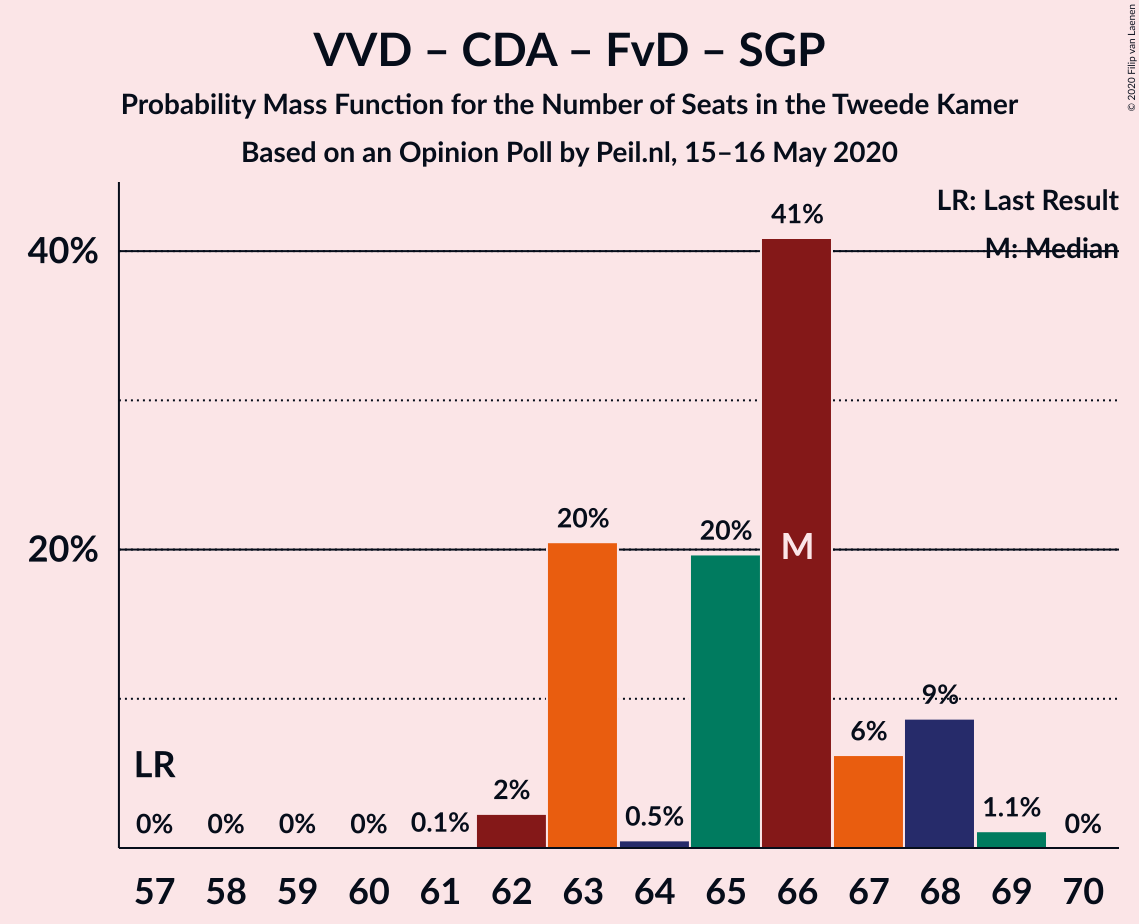 VVD – CDA – FvD – SGP
Probability Mass Function for the Number of Seats in the Tweede Kamer
Based on an Opinion Poll by Peil.nl, 15–16 May 2020
© 2020 Filip van Laenen
LR: Last Result
M: Median
40%
20%
41%
20%
20%
M
9%
6%
LR
2%
0%
0%
0%
0%
0.1%
0.5%
1.1%
0%
57 58 59 60 61 62 63 64 65 66 67 68 69 70